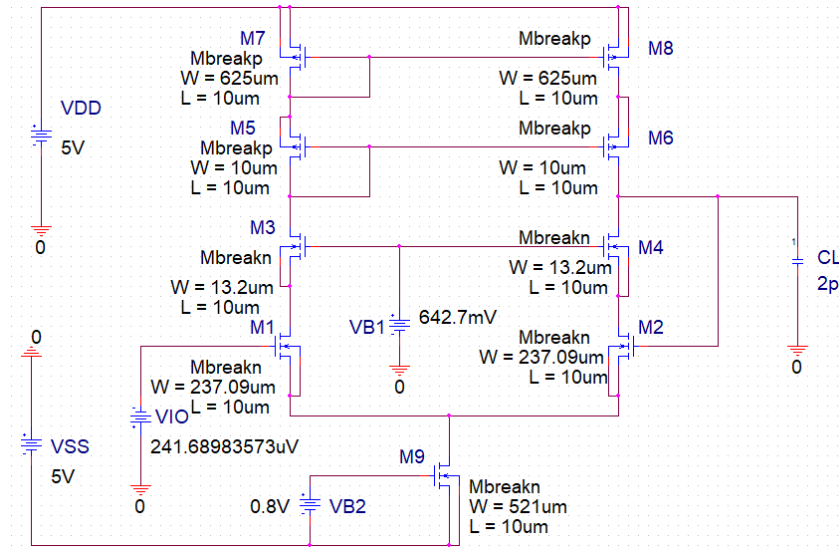 M7
Mbreakp
W = 625um
L = 10um
Mbreakp
M8
W = 625um
L = 10um
VDD
5V
0
M5
Mbreakp
W = 10um
L = 10um
Mbreakp
M6
W = 10um
L = 10um
M3
Mbreakn
W = 13.2um
L = 10um
Mbreakn
M4
W = 13.2um
L = 10um
1
CL
2p
0
M1
Mbreakn
W = 237.09um
L = 10um
VB1
642.7mV
0
M2
Mbreakn
W = 237.09um
L = 10um
0
VSS
5V
VIO
241.68983573uV
0
M9
Mbreakn
W = 521um
L = 10um
0.8V
VB2